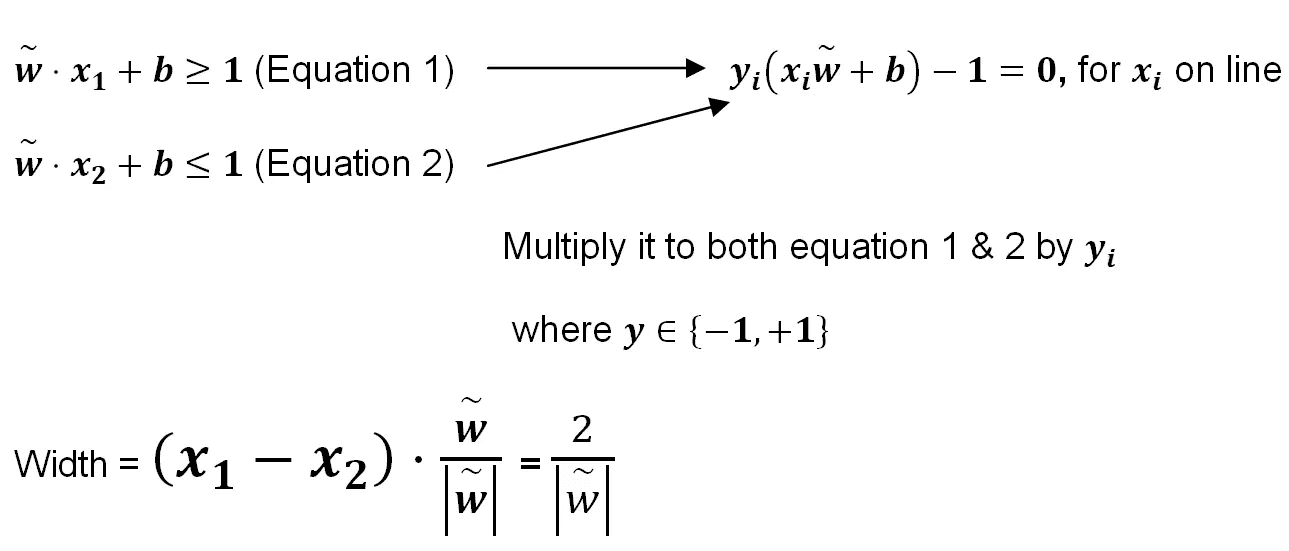 w̃ · x₁ + b ≥ 1 (Equation 1) yᵢ(xᵢw̃ + b) − 1 = 0, for xᵢ on line
w̃ · x₂ + b ≤ 1 (Equation 2)
Multiply it to both equation 1 & 2 by yᵢ
where y ∈ {−1, +1}
Width = (x₁ − x₂) · w̃ / |w̃| = 2 / |w̃|